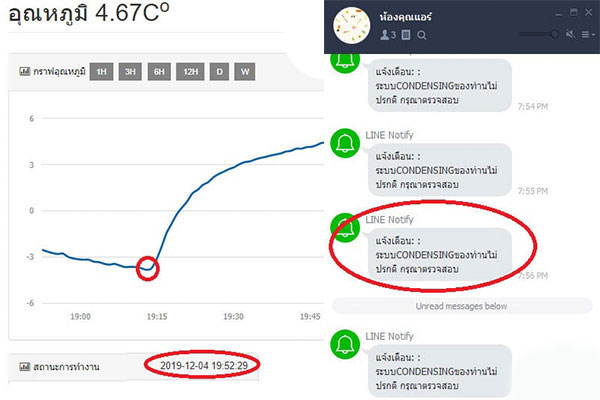 อุณหภูมิ 4.67C⁰
กราฟอุณหภูมิ 1H 3H 6H 12H D W
6
3
0
-3
-6
19:00 19:15 19:30 19:45
สถานะการทำงาน 2019-12-04 19:52:29
น้องคุณแอร์
3
แจ้งเตือน: :
ระบบCONDENSINGของท่านไม่
ปรกติ กรุณาตรวจสอบ
7:54 PM
LINE Notify
แจ้งเตือน: :
ระบบCONDENSINGของท่านไม่
ปรกติ กรุณาตรวจสอบ
7:55 PM
LINE Notify
แจ้งเตือน: :
ระบบCONDENSINGของท่านไม่
ปรกติ กรุณาตรวจสอบ
7:56 PM
Unread messages below
LINE Notify
แจ้งเตือน: :
ระบบCONDENSINGของท่านไม่
ปรกติ กรุณาตรวจสอบ